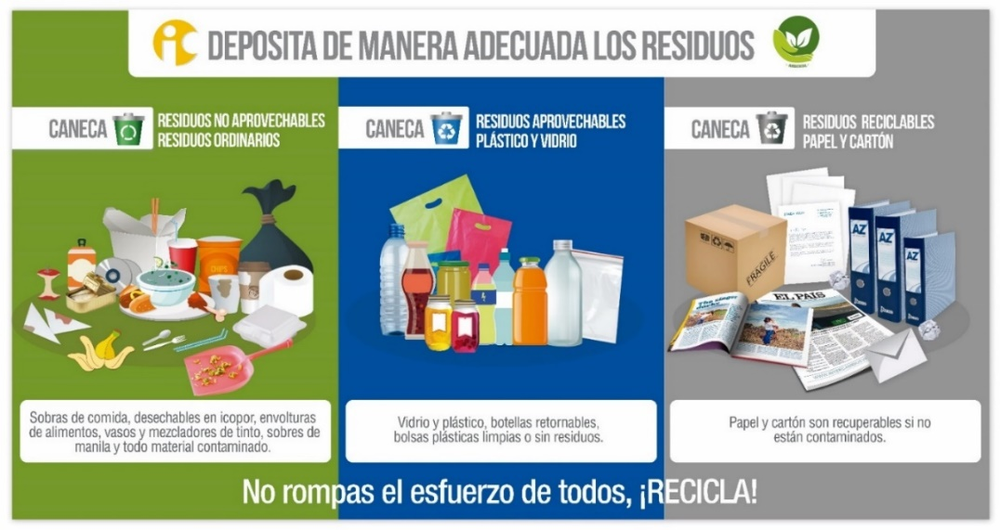 iC DEPOSITA DE MANERA ADECUADA LOS RESIDUOS
CANECA
RESIDUOS NO APROVECHABLES
RESIDUOS ORDINARIOS
CHIPS
Sobras de comida, desechables en icopor, envolturas
de alimentos, vasos y mezcladores de tinto, sobres de
manila y todo material contaminado.
CANECA
RESIDUOS APROVECHABLES
PLÁSTICO Y VIDRIO
Vidrio y plástico, botellas retornables,
bolsas plásticas limpias o sin residuos.
CANECA
RESIDUOS RECICLABLES
PAPEL Y CARTÓN
FRAGILE
AZ
AZ
AZ
EL PAIS
Papel y cartón son recuperables si no
están contaminados.
No rompas el esfuerzo de todos, ¡RECICLA!